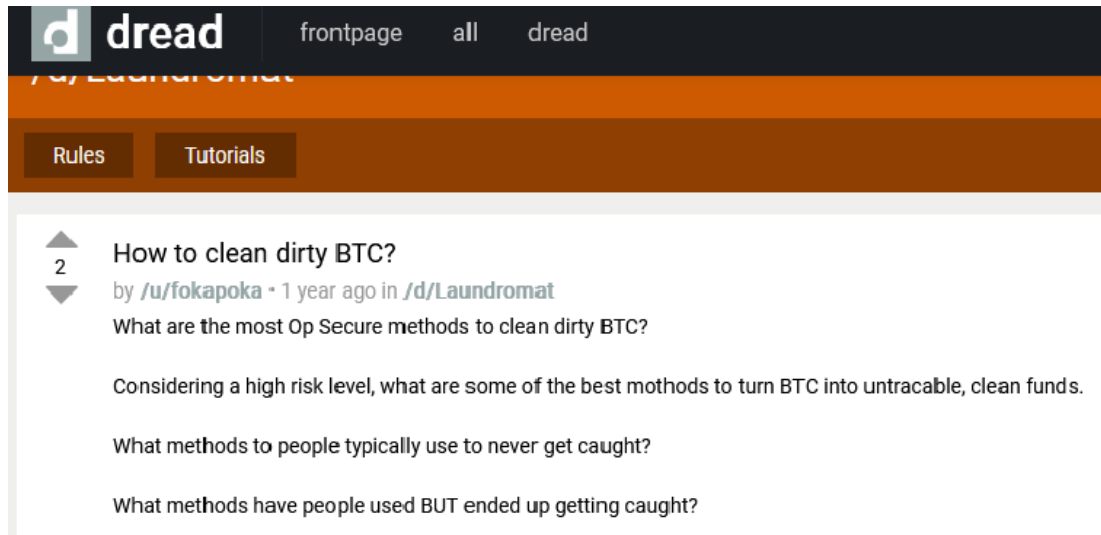 dread frontpage all dread
/d/Laundromat
Rules Tutorials
How to clean dirty BTC?
2
by /u/fokapoka • 1 year ago in /d/Laundromat
What are the most Op Secure methods to clean dirty BTC?
Considering a high risk level, what are some of the best mothods to turn BTC into untracable, clean funds.
What methods to people typically use to never get caught?
What methods have people used BUT ended up getting caught?